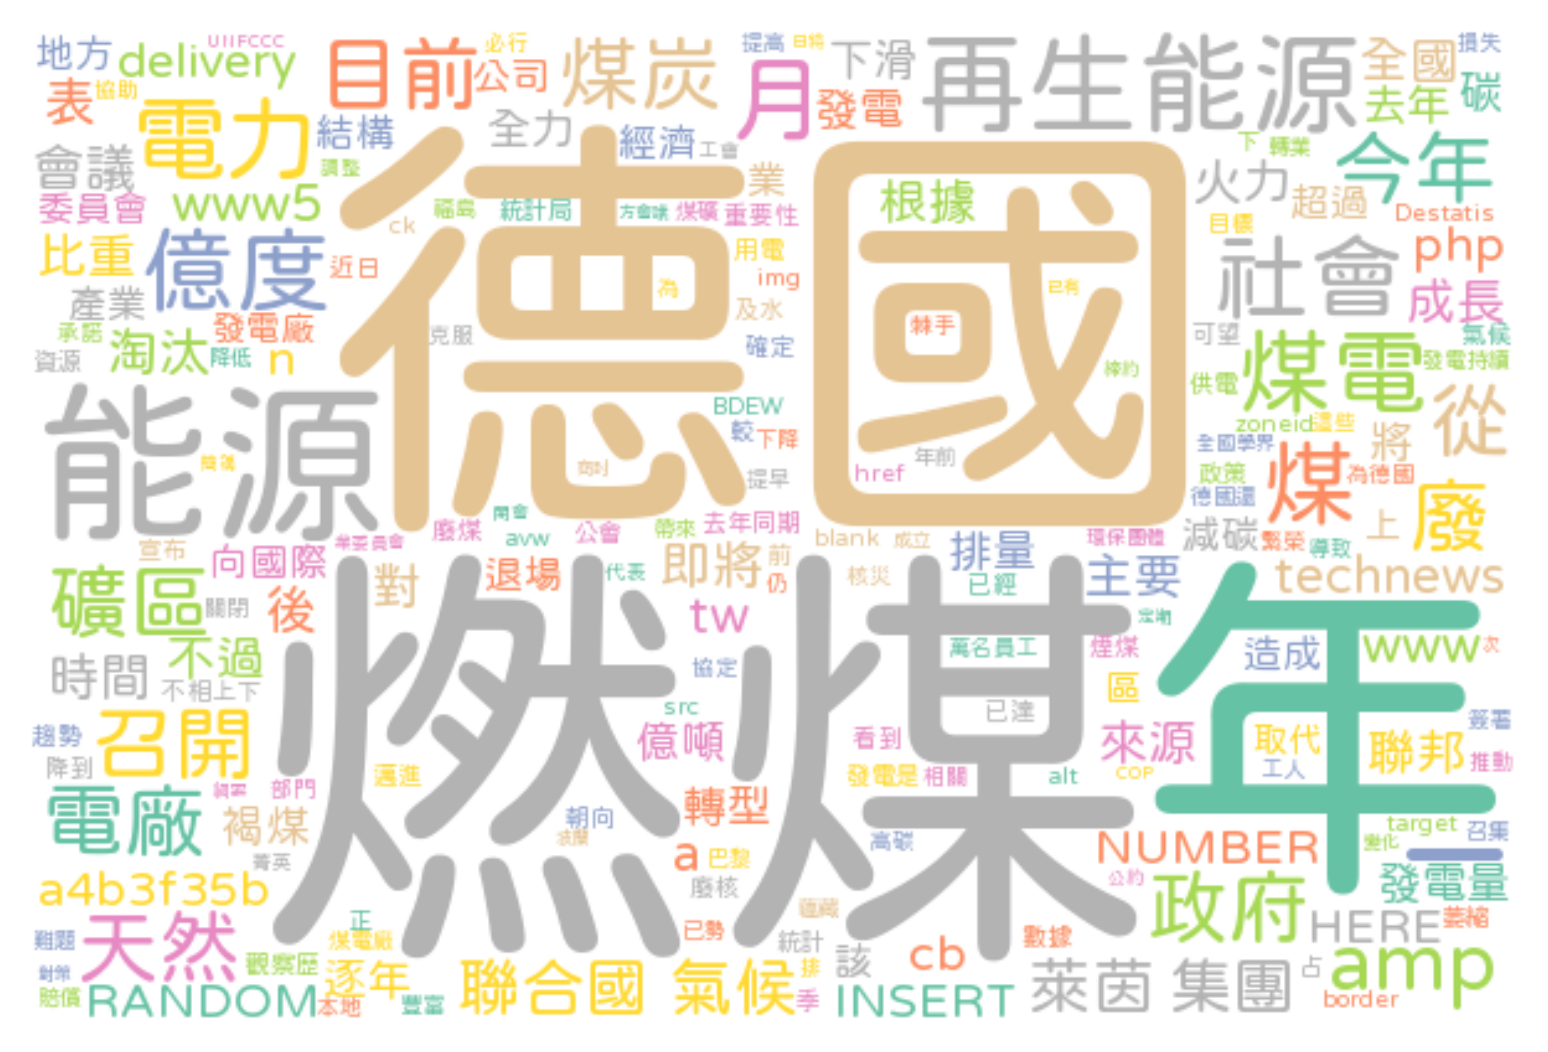 地方
delivery
UIIFCCC
目前
公司
必行
煤炭
提高
月
下滑
再生能源
全國
損失
表
協助
電力
結構
全力
經濟
工會
發電
去年
碳
會議
調整
業
根據
下
轉業
今年
火力
超過
委員會
www5
ck
福島
統計局
煤礦
重要性
目標
Destatis
比重
億度
近日
用電
img
為
已有
社會
php
產業
發電廠
克服
及水
棘手
成長
承諾
淘汰
降低
n
確定
可望
煤電
氣候
資源
發電持續
供電
德國
能源
BDEW
較
下降
zoneid
這些
從
提早
href
年前
全國學界
將
政策
煤
為德國
德國還
廢
宣布
業委員會
廢煤
商會
avw
公會
帶來
去年同期
blank
成立
排量
環保團體
減碳
繁榮
導致
上
向國際
礦區
關閉
後
對
退場
代表
即將
前
仍
核災
已經
主要
technews
不過
時間
不相上下
tw
協定
萬名員工
煙煤
區
年
造成
www
次
燃煤
src
已達
趨勢
召開
降到
部門
邁進
億噸
看到
發電是
相關
alt
來源
COP
取代
工人
聯邦
簽署
推動
電廠
褐煤
菁英
朝向
轉型
a
巴黎
廢核
高碳
NUMBER
公約
target
變化
召集
發電量
a4b3f35b
天然
難題
正
煤電廠
觀察
已勢
統計
蘊藏
該
cb
數據
政府
HERE
萎縮
賠償
RANDOM
本地
逐年
豐富
聯合國
氣候
排
季
INSERT
萊茵
集團
占
amp
border